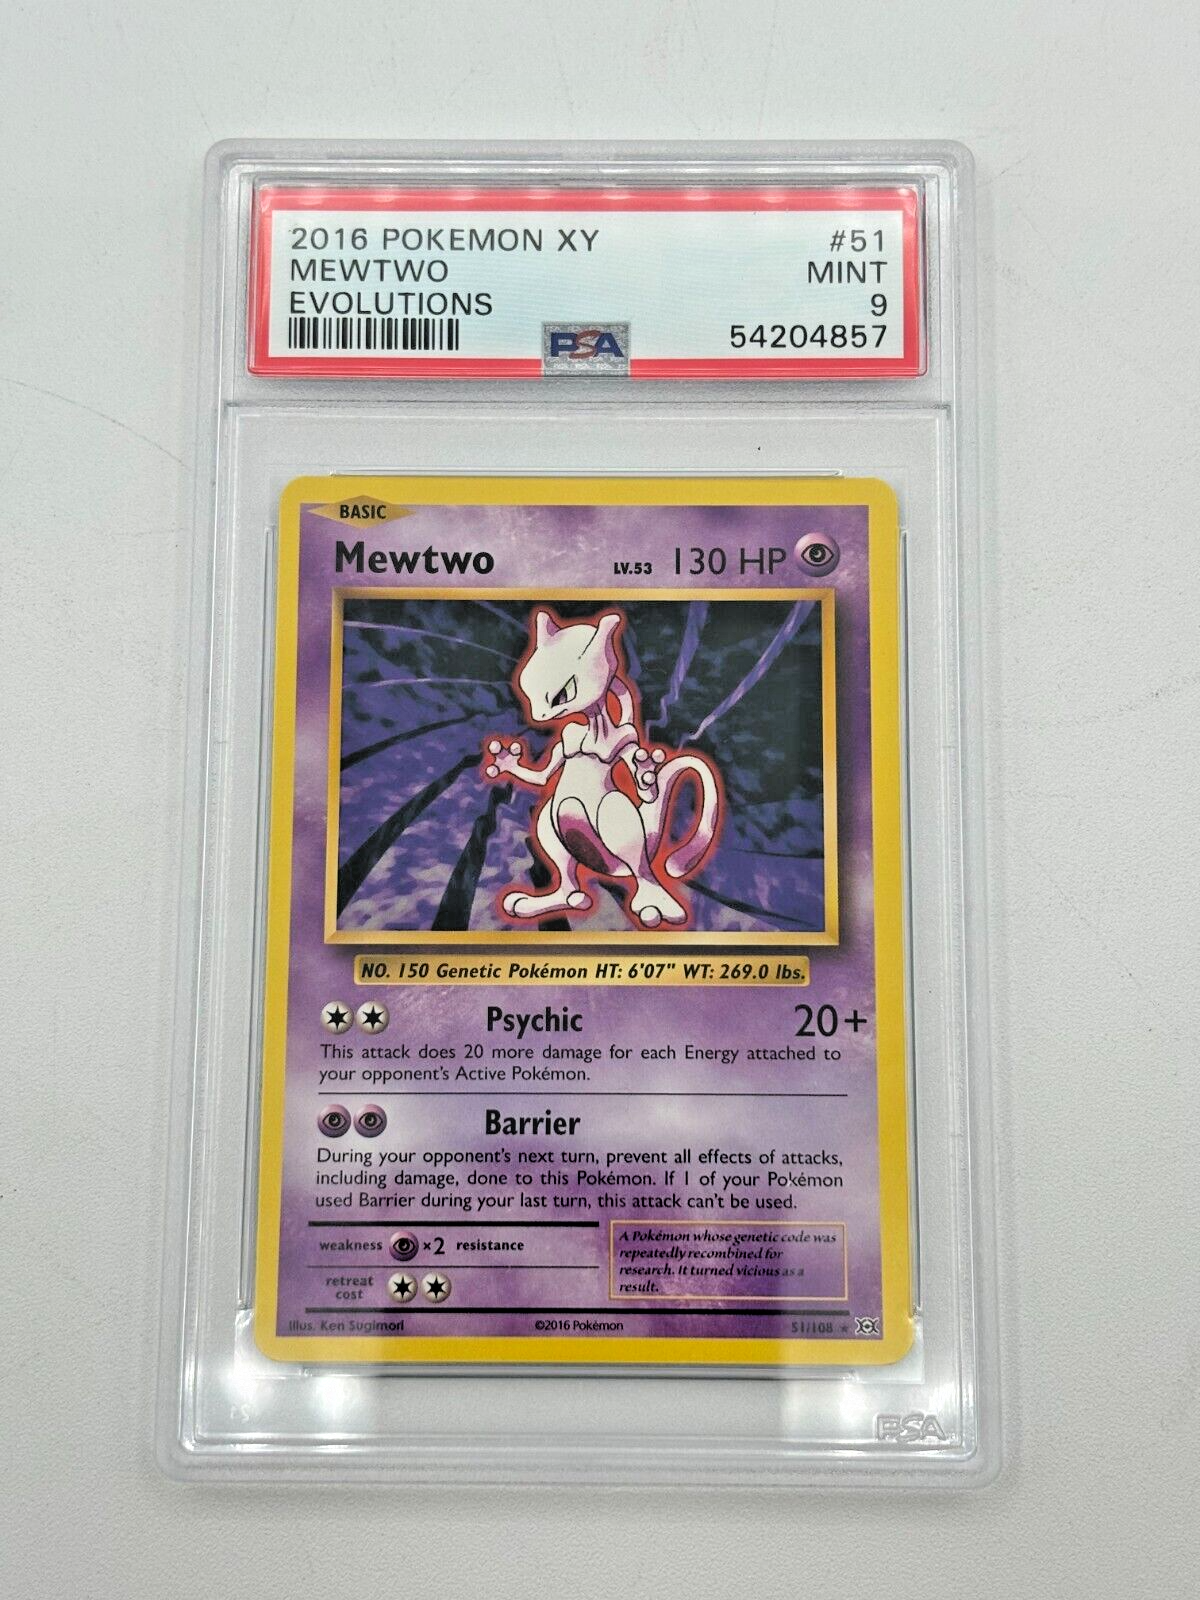 2016 POKEMON XY #51
MEWTWO MINT
EVOLUTIONS 9
PSA 54204857
BASIC
Mewtwo LV.53 130 HP
NO. 150 Genetic Pokémon HT: 6'07" WT: 269.0 lbs.
Psychic 20+
This attack does 20 more damage for each Energy attached to
your opponent's Active Pokémon.
Barrier
During your opponent's next turn, prevent all effects of attacks,
including damage, done to this Pokémon. If 1 of your Pokémon
used Barrier during your last turn, this attack can't be used.
weakness ×2 resistance
A Pokémon whose genetic code was
repeatedly recombined for
research. It turned vicious as a
result.
retreat
cost
Illus. Ken Sugimori ©2016 Pokémon 51/108
PSA